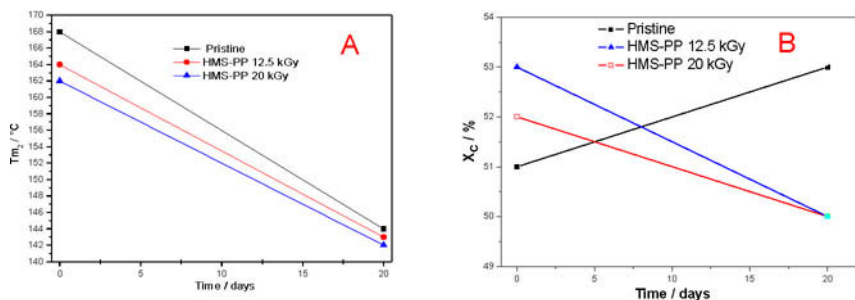 A
Pristine
HMS-PP 12.5 kGy
HMS-PP 20 kGy
Tm₂ / °C
172
170
168
166
164
162
160
158
156
154
152
150
148
146
144
142
140
0
5
10
15
20
Time / days
B
Pristine
HMS-PP 12.5 kGy
HMS-PP 20 kGy
X_C / %
54
53
52
51
50
49
0
5
10
15
20
Time / days